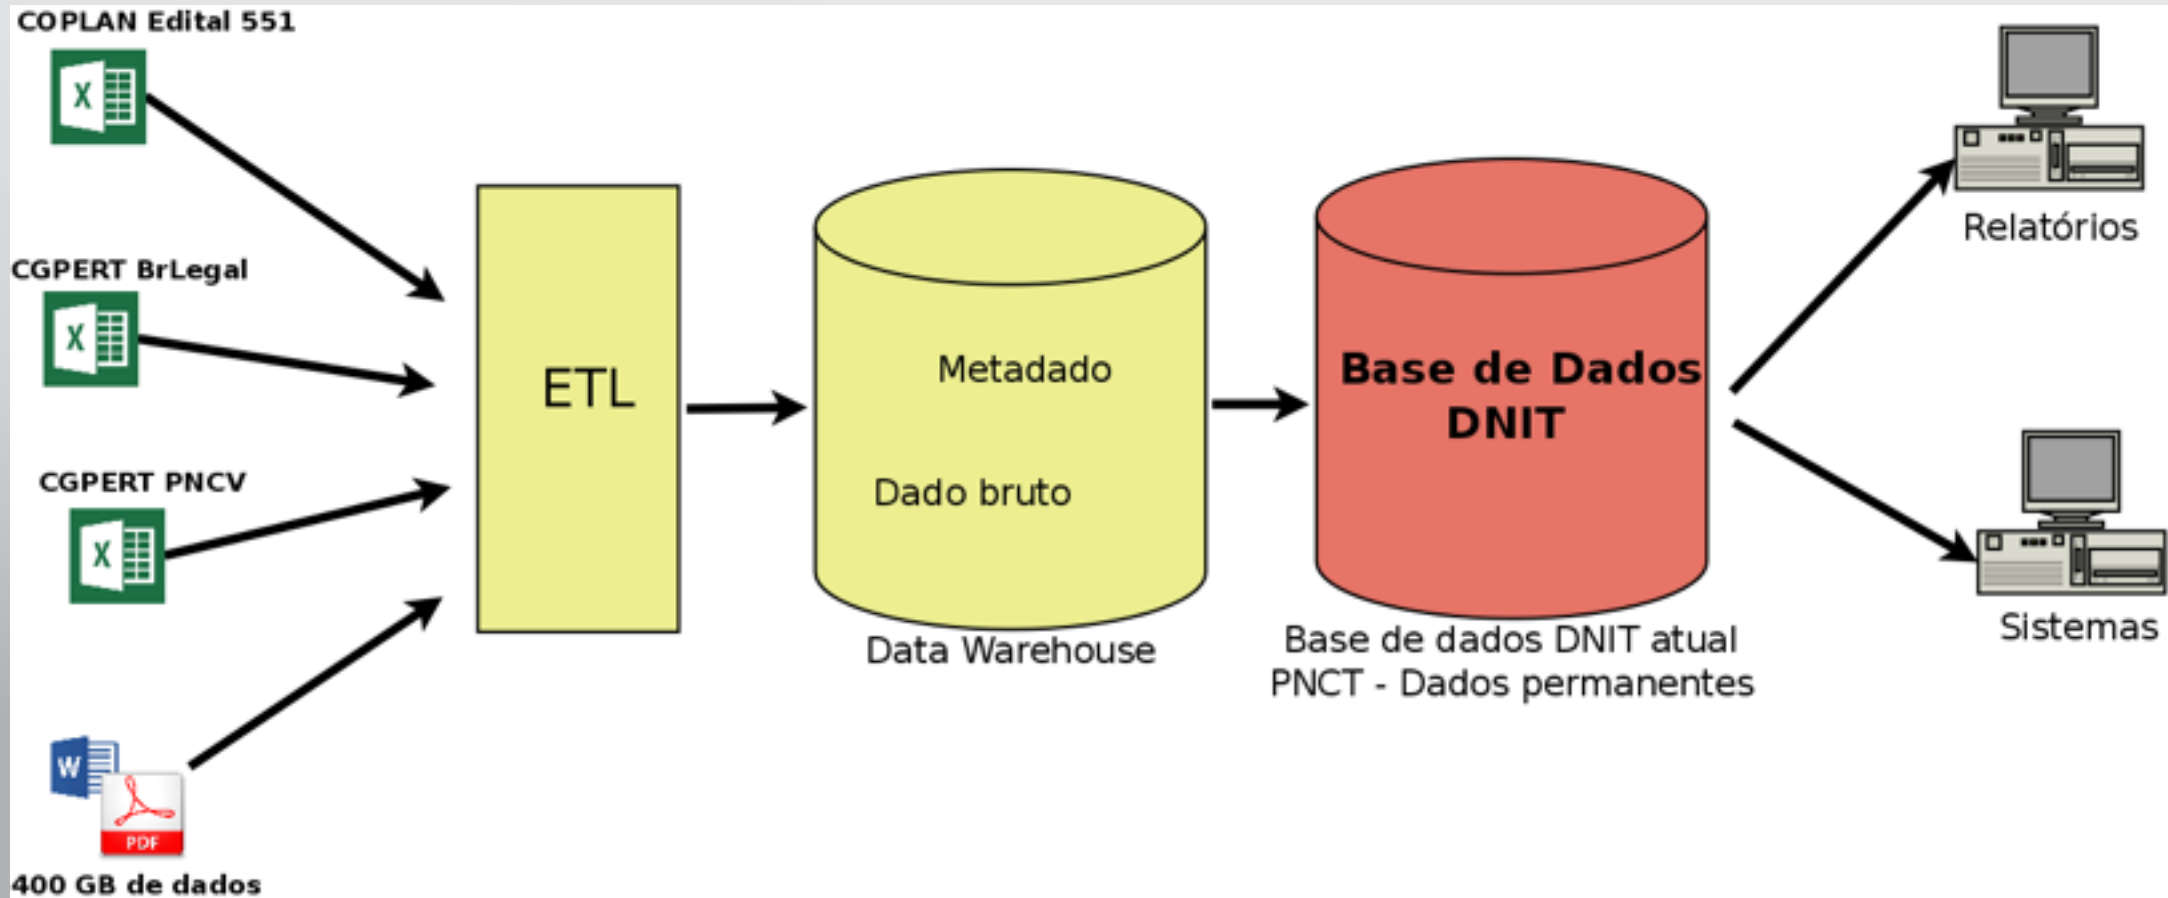 COPLAN Edital 551
X
CGPERT BrLegal
X
CGPERT PNCV
X
W
PDF
400 GB de dados
ETL
Metadado
Dado bruto
Data Warehouse
Base de Dados
DNIT
Base de dados DNIT atual
PNCT - Dados permanentes
Relatórios
Sistemas